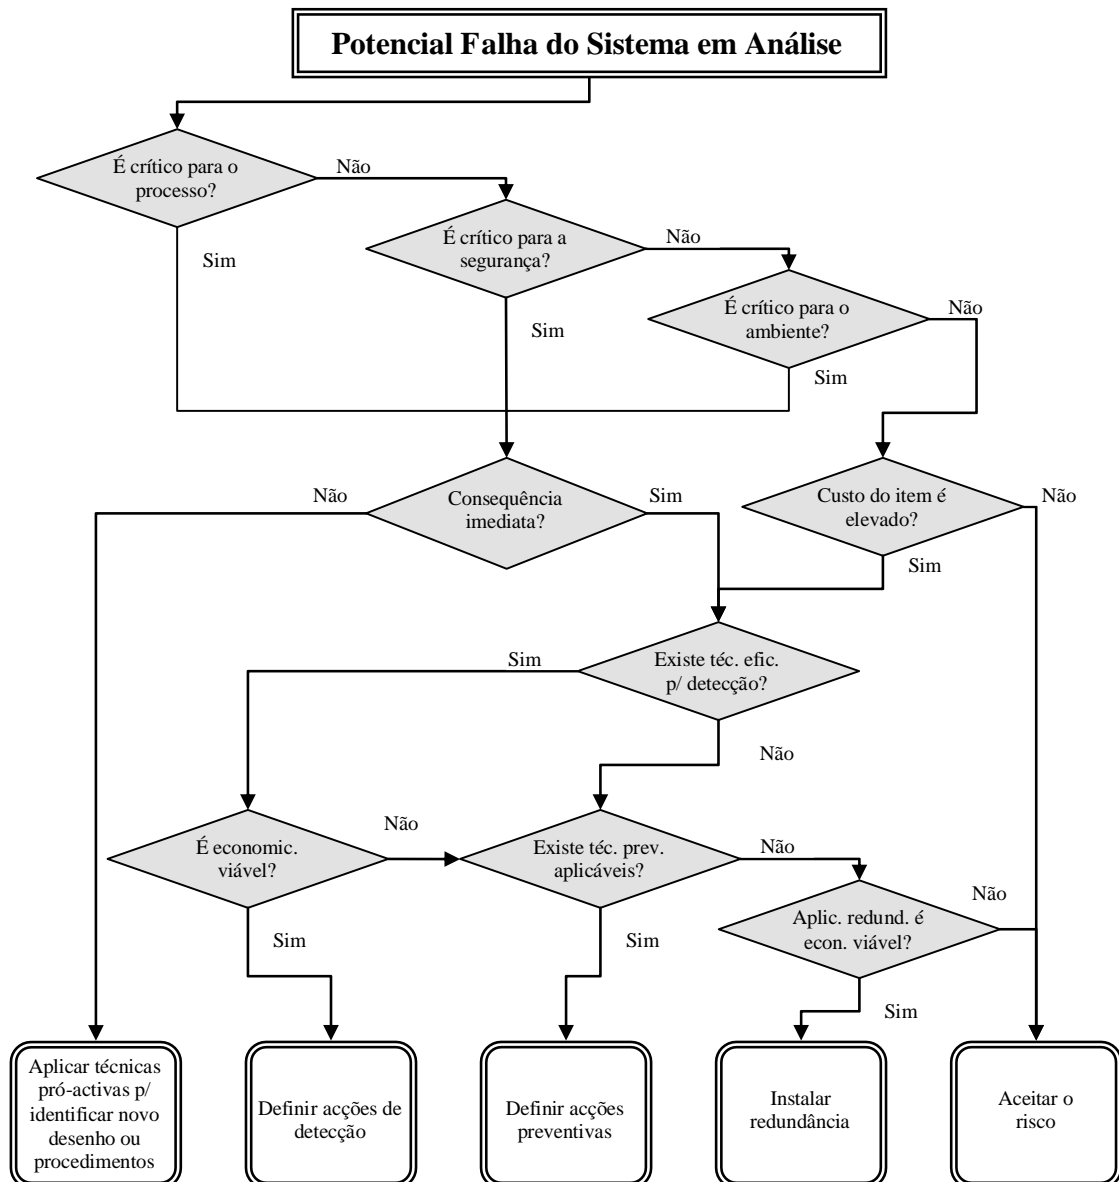 Potencial Falha do Sistema em Análise
É crítico para o
processo?
Não
Sim
É crítico para a
segurança?
Não
Sim
É crítico para o
ambiente?
Não
Sim
Não
Consequência
imediata?
Sim
Custo do item é
elevado?
Não
Sim
Sim
Existe téc. efic.
p/ detecção?
Não
É economic.
viável?
Não
Sim
Existe téc. prev.
aplicáveis?
Não
Sim
Aplic. redund. é
econ. viável?
Não
Sim
Aplicar técnicas
pró-activas p/
identificar novo
desenho ou
procedimentos
Definir acções de
detecção
Definir acções
preventivas
Instalar
redundância
Aceitar o
risco